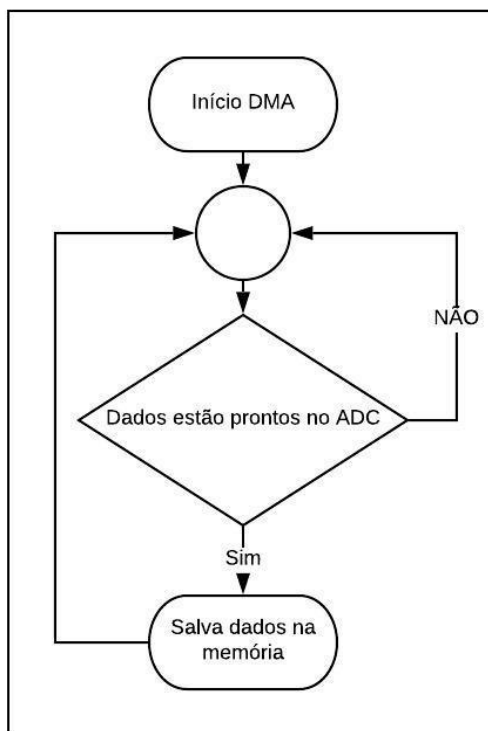 Início DMA
NÃO
Dados estão prontos no ADC
Sim
Salva dados na
memória